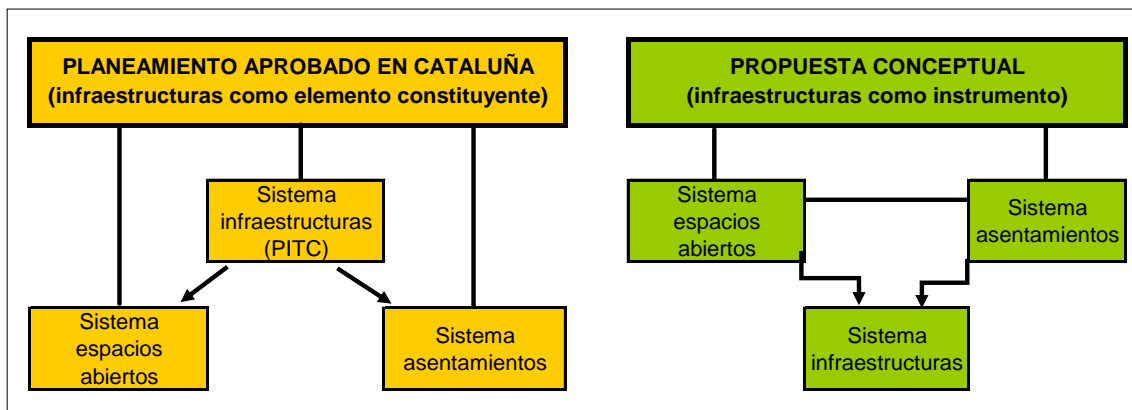 PLANEAMIENTO APROBADO EN CATALUÑA
(infraestructuras como elemento constituyente)
Sistema
infraestructuras
(PITC)
Sistema
espacios
abiertos
Sistema
asentamientos
PROPUESTA CONCEPTUAL
(infraestructuras como instrumento)
Sistema
espacios
abiertos
Sistema
asentamientos
Sistema
infraestructuras